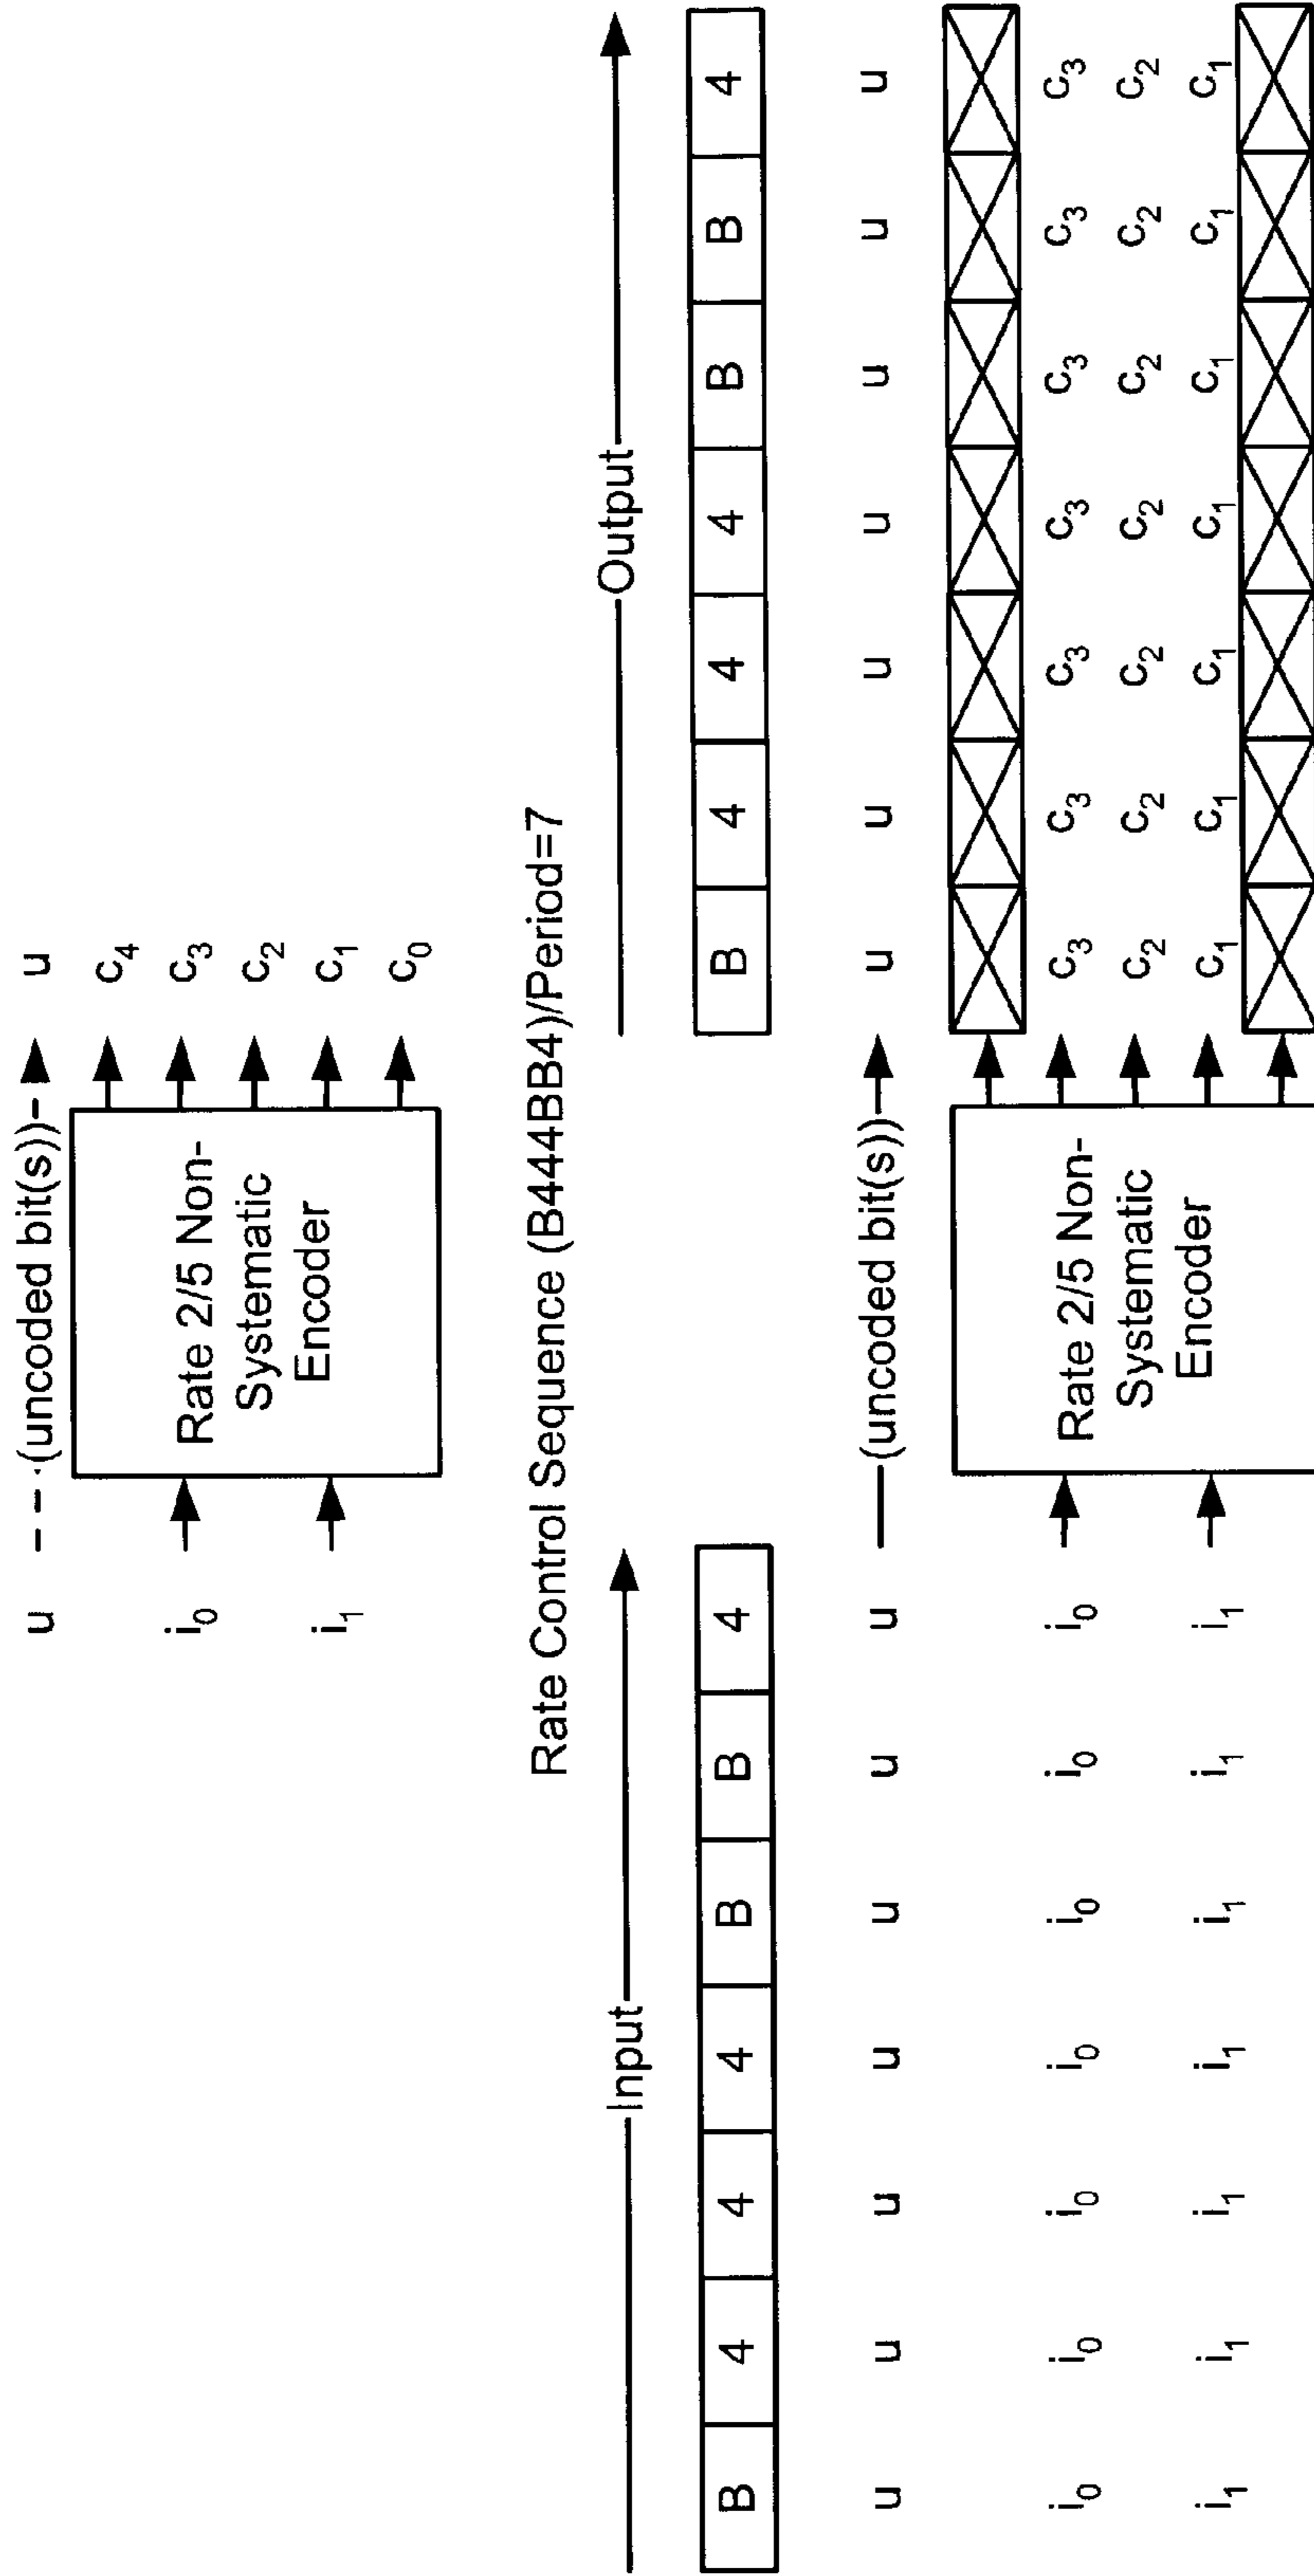 u - - -(uncoded bit(s))- ▶ u
Rate 2/5 Non-
Systematic
Encoder
i₀
i₁
c₄
c₃
c₂
c₁
c₀
Rate Control Sequence (B444BB4)/Period=7
Input
Output
B 4 4 4 B B 4
B 4 4 4 B B 4
u u u u u u u
(uncoded bit(s))
u u u u u u u
i₀ i₀ i₀ i₀ i₀ i₀ i₀
i₁ i₁ i₁ i₁ i₁ i₁ i₁
Rate 2/5 Non-
Systematic
Encoder
c₃ c₃ c₃ c₃ c₃ c₃ c₃
c₂ c₂ c₂ c₂ c₂ c₂ c₂
c₁ c₁ c₁ c₁ c₁ c₁ c₁